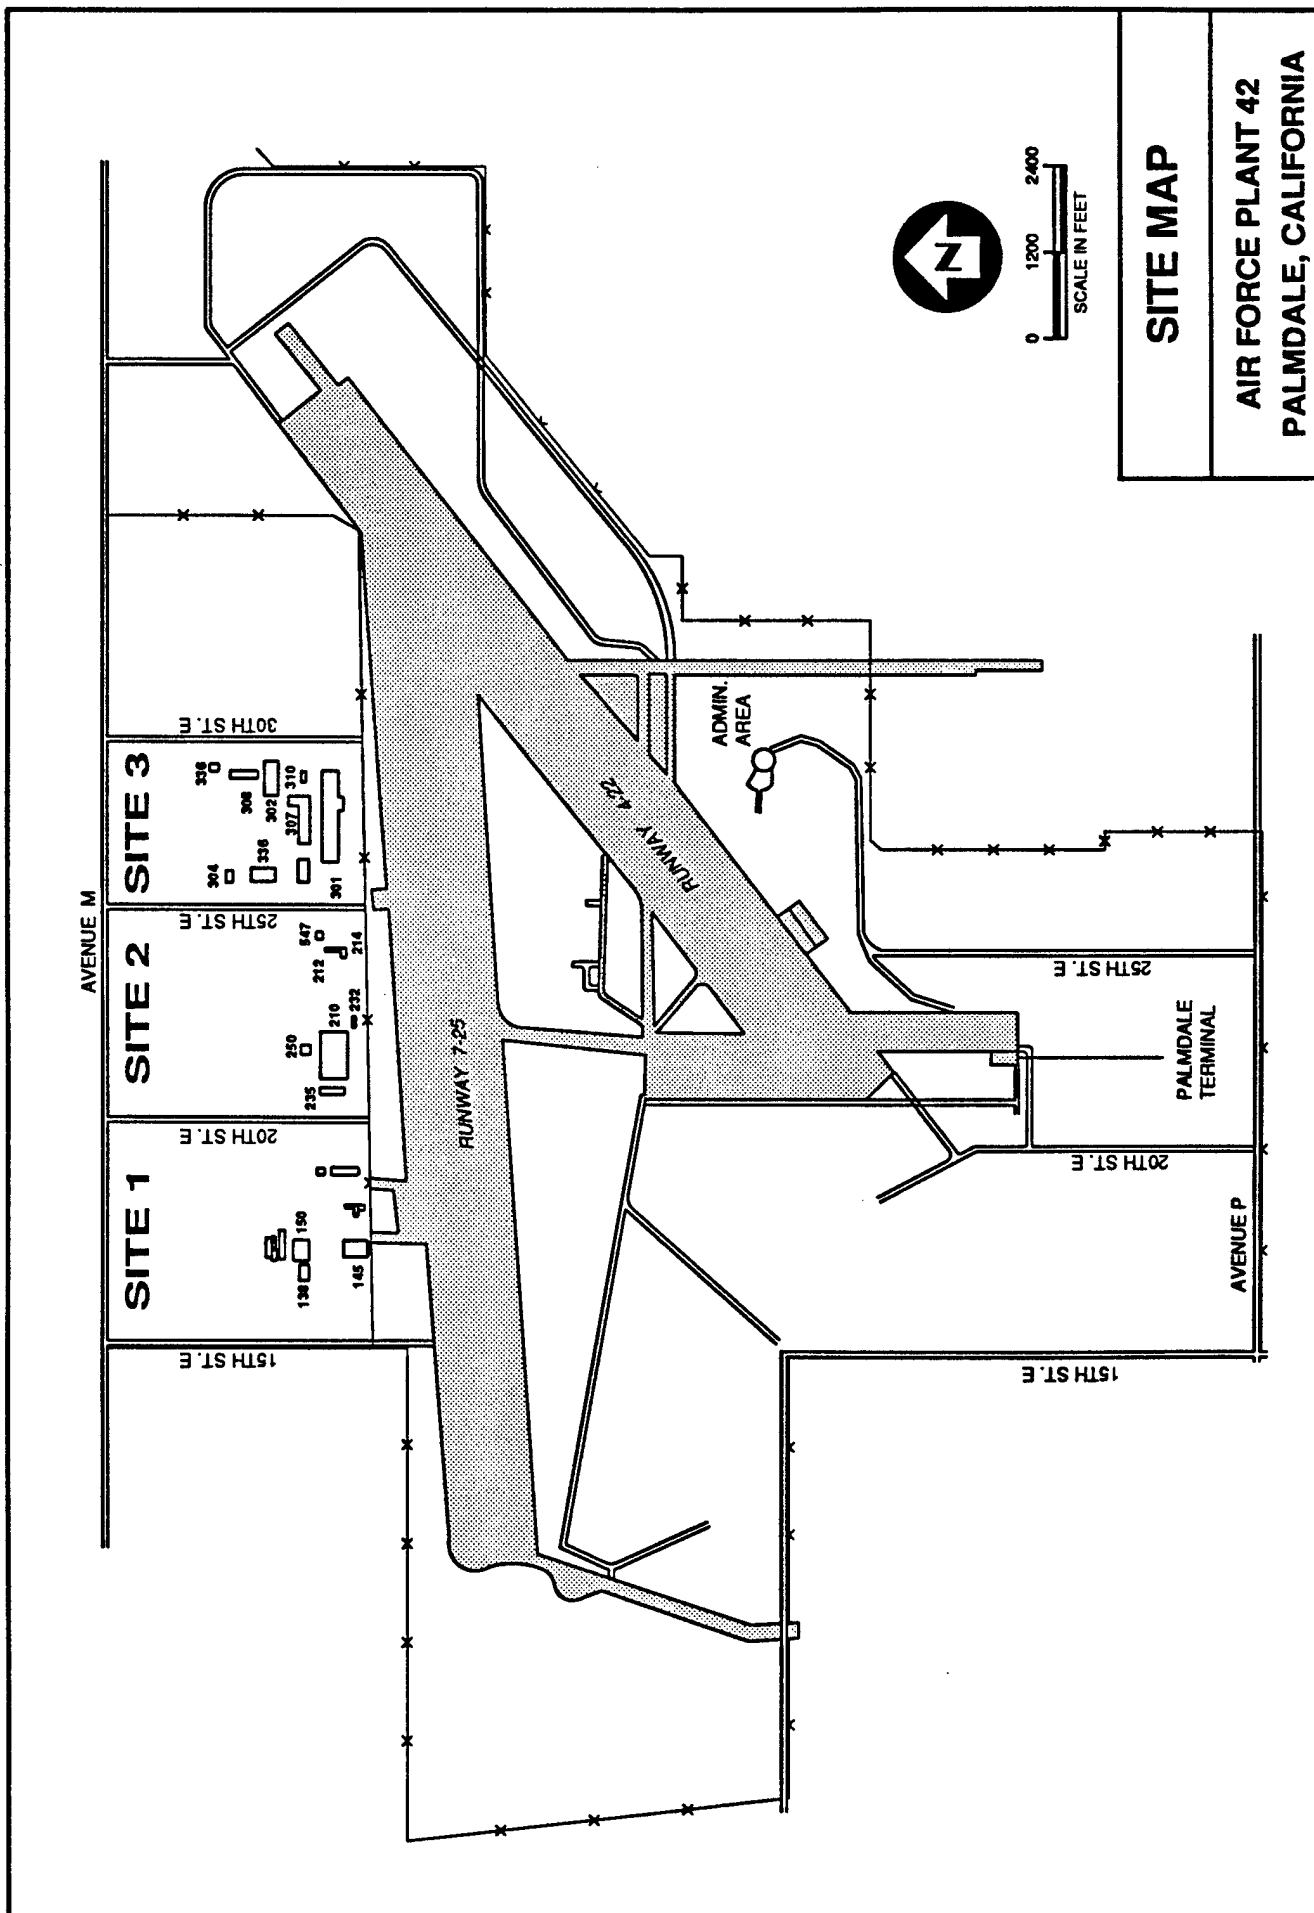 AVENUE M
SITE 1
SITE 2
SITE 3
15TH ST. E
20TH ST. E
25TH ST. E
30TH ST. E
138
150
145
235
250
210
232
212
547
214
304
336
307
302
308
336
310
301
RUNWAY 7-25
RUNWAY 4-22
ADMIN.
AREA
15TH ST. E
20TH ST. E
25TH ST. E
PALMDALE
TERMINAL
AVENUE P
N
0 1200 2400
SCALE IN FEET
SITE MAP
AIR FORCE PLANT 42
PALMDALE, CALIFORNIA